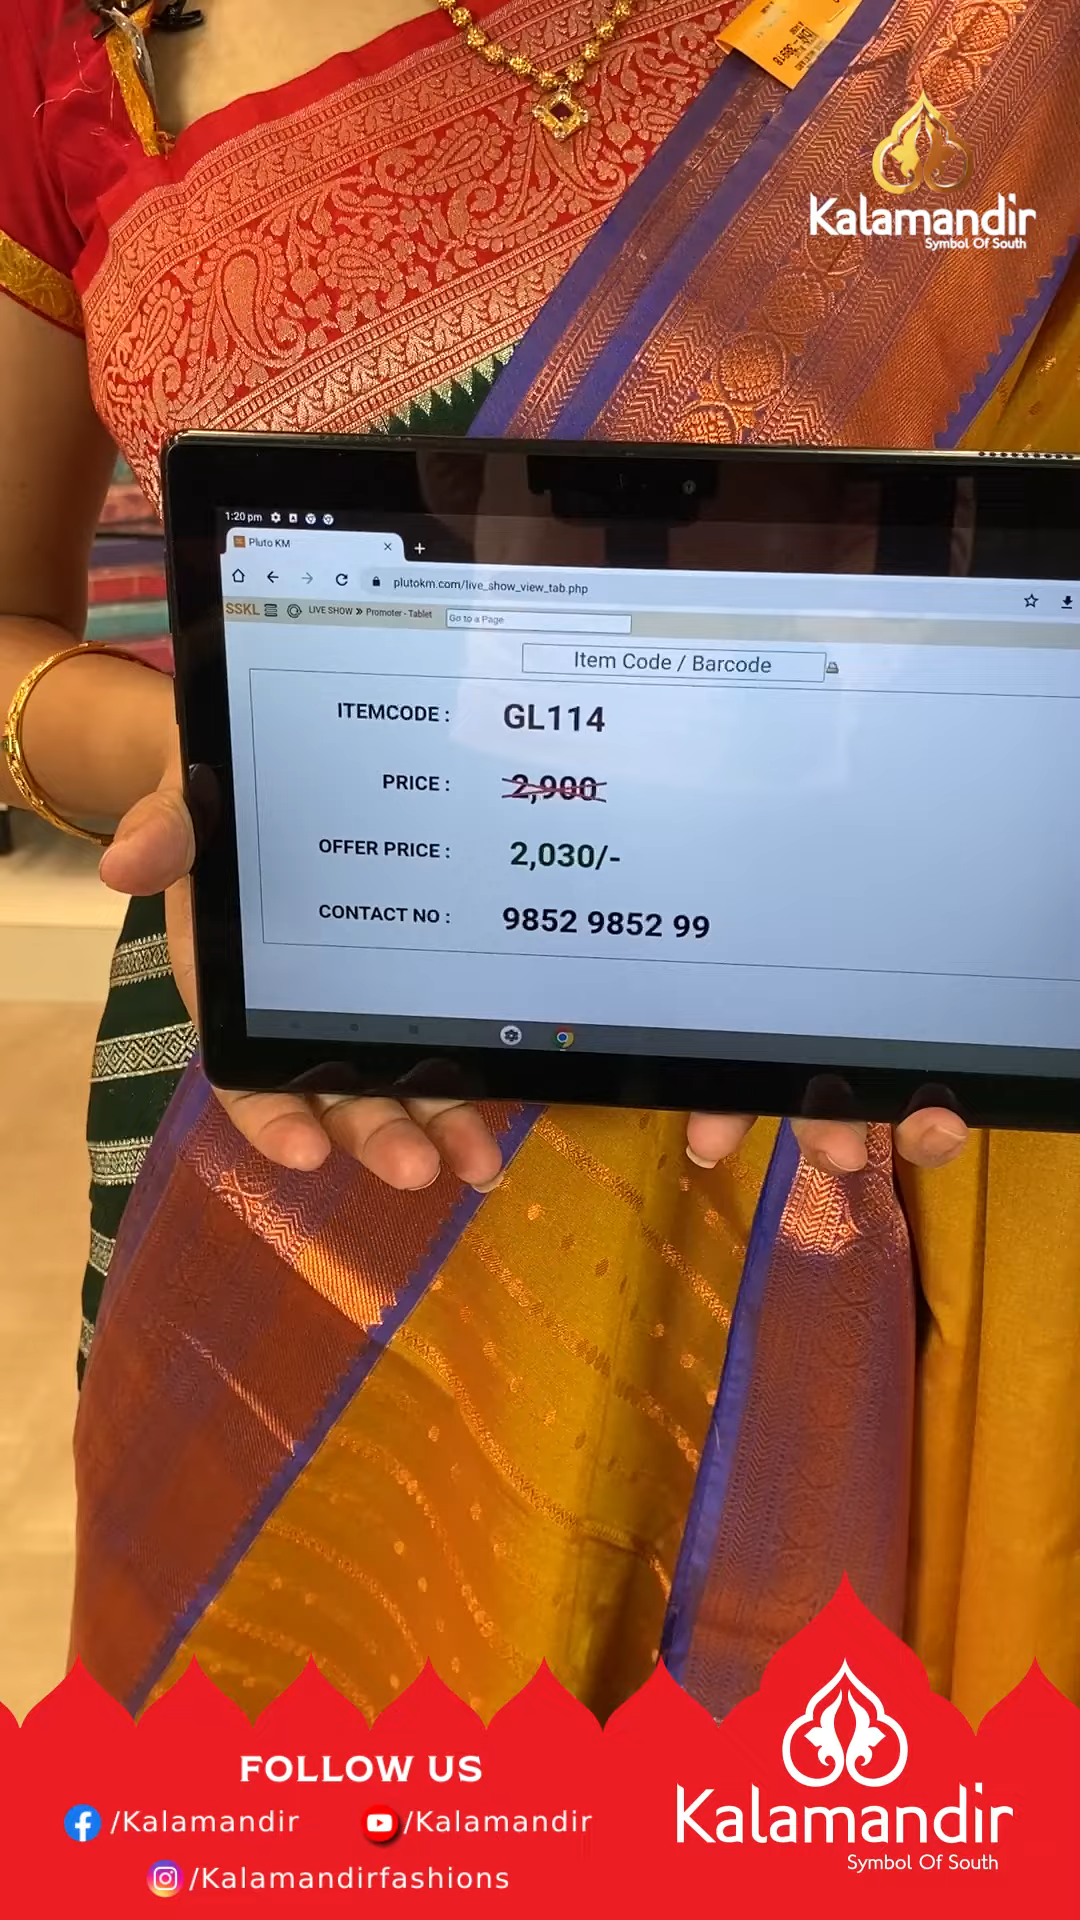 Kalamandir
Symbol Of South
1:20 pm
Pluto KM
plutokm.com/live_show_view_tab.php
SSKL
LIVE SHOW » Promoter - Tablet
Go to a Page
Item Code / Barcode
ITEMCODE : GL114
PRICE : 2,900
OFFER PRICE : 2,030/-
CONTACT NO : 9852 9852 99
FOLLOW US
/Kalamandir
/Kalamandir
/Kalamandirfashions
Kalamandir
Symbol Of South